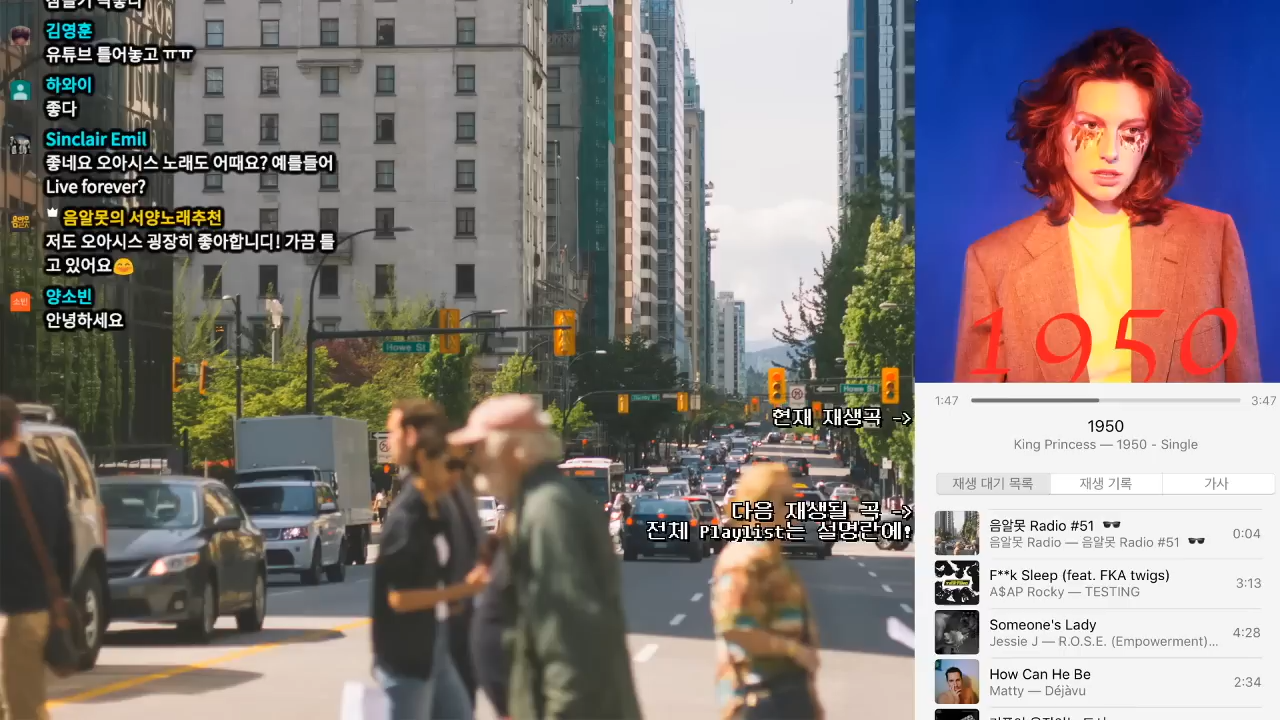 김영훈
유튜브 틀어놓고 ㅠㅠ
하와이
좋다
Sinclair Emil
좋네요 오아시스 노래도 어때요? 예를들어
Live forever?
음알못의 서양노래추천
저도 오아시스 굉장히 좋아합니다! 가끔 틀
고 있어요😊
소빈
양소빈
안녕하세요
Howe St
Howe St
현재 재생곡 ->
다음 재생될 곡 ->
전체 Playlist는 설명란에!
1950
1:47
3:47
1950
King Princess — 1950 - Single
재생 대기 목록
재생 기록
가사
음알못 Radio #51 🕶️
음알못 Radio — 음알못 Radio #51 🕶️
0:04
F**k Sleep (feat. FKA twigs)
A$AP Rocky — TESTING
3:13
Someone's Lady
Jessie J — R.O.S.E. (Empowerment)...
4:28
How Can He Be
Matty — Déjàvu
2:34